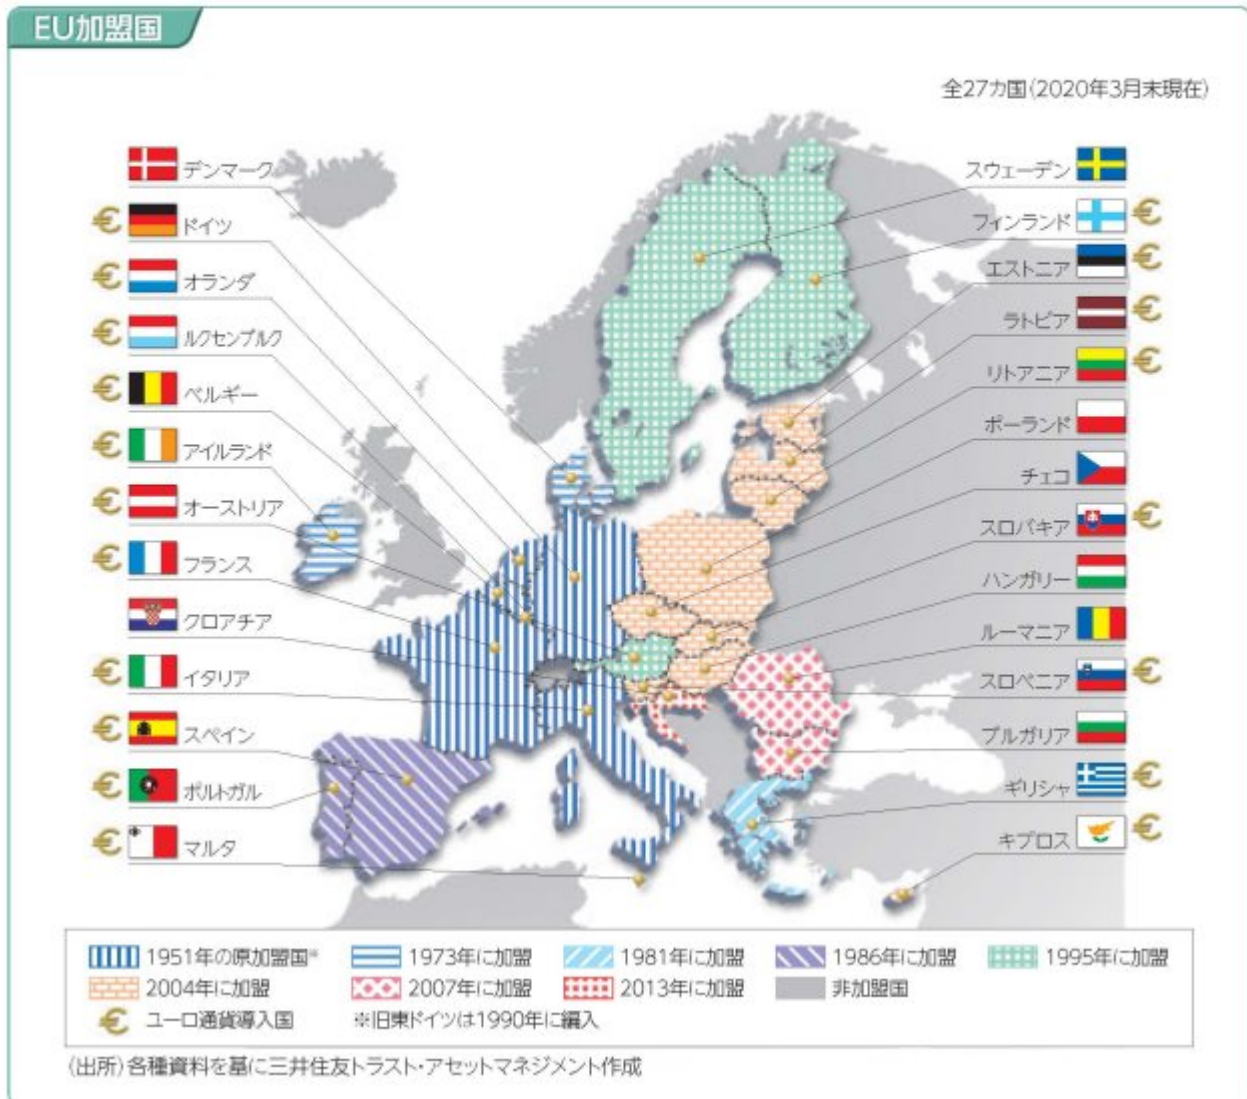 EU加盟国
全27カ国(2020年3月末現在)
デンマーク
€ ドイツ
€ オランダ
€ ルクセンブルク
€ ベルギー
€ アイルランド
€ オーストリア
€ フランス
クロアチア
€ イタリア
€ スペイン
€ ポルトガル
€ マルタ
スウェーデン
フィンランド €
エストニア €
ラトビア €
リトアニア €
ポーランド
チェコ
スロバキア €
ハンガリー
ルーマニア
スロベニア €
ブルガリア
ギリシャ €
キプロス €
1951年の原加盟国※ 1973年に加盟 1981年に加盟 1986年に加盟 1995年に加盟
2004年に加盟 2007年に加盟 2013年に加盟 非加盟国
€ ユーロ通貨導入国 ※旧東ドイツは1990年に編入
(出所)各種資料を基に三井住友トラスト・アセットマネジメント作成